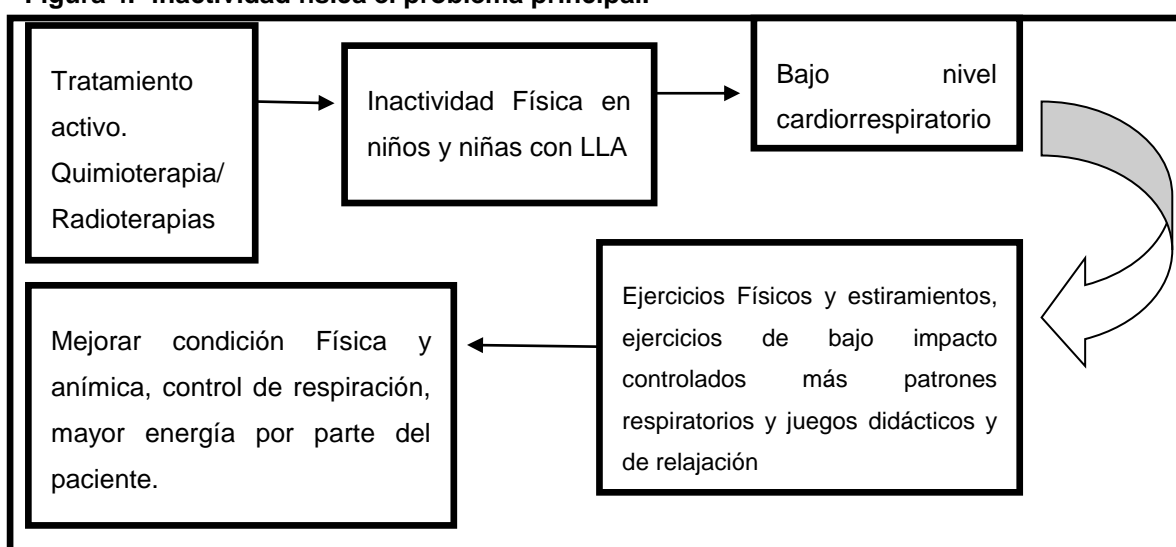 Figura 4. Inactividad física el problema principal.
Tratamiento
activo.
Quimioterapia/
Radioterapias
Inactividad Física en
niños y niñas con LLA
Bajo nivel
cardiorrespiratorio
Ejercicios Físicos y estiramientos,
ejercicios de bajo impacto
controlados más patrones
respiratorios y juegos didácticos y
de relajación
Mejorar condición Física y
anímica, control de respiración,
mayor energía por parte del
paciente.